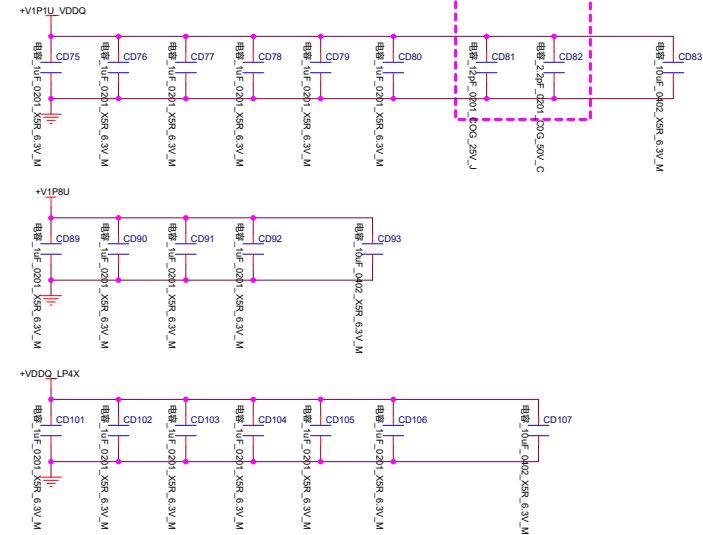 +V1P1U_VDDQ
CD75
CD76
CD77
CD78
CD79
CD80
CD81
CD82
CD83
电容_1uF_0201_X5R_6.3V_M
电容_1uF_0201_X5R_6.3V_M
电容_1uF_0201_X5R_6.3V_M
电容_1uF_0201_X5R_6.3V_M
电容_1uF_0201_X5R_6.3V_M
电容_1uF_0201_X5R_6.3V_M
电容_12pF_0201_COG_25V_J
电容_2.2pF_0201_C0G_50V_C
电容_10uF_0402_X5R_6.3V_M
+V1P8U
CD89
CD90
CD91
CD92
CD93
电容_1uF_0201_X5R_6.3V_M
电容_1uF_0201_X5R_6.3V_M
电容_1uF_0201_X5R_6.3V_M
电容_1uF_0201_X5R_6.3V_M
电容_10uF_0402_X5R_6.3V_M
+VDDQ_LP4X
CD101
CD102
CD103
CD104
CD105
CD106
CD107
电容_1uF_0201_X5R_6.3V_M
电容_1uF_0201_X5R_6.3V_M
电容_1uF_0201_X5R_6.3V_M
电容_1uF_0201_X5R_6.3V_M
电容_1uF_0201_X5R_6.3V_M
电容_1uF_0201_X5R_6.3V_M
电容_10uF_0402_X5R_6.3V_M